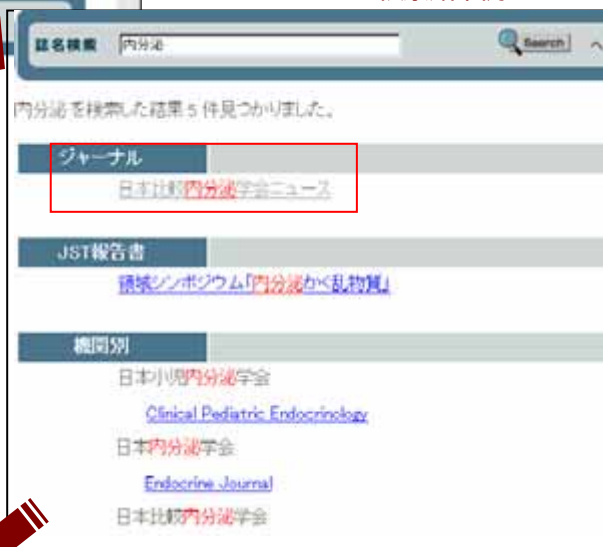 誌名検索 内分泌 Search ヘ
内分泌を検索した結果5件見つかりました。
ジャーナル
日本比較内分泌学会ニュース
JST報告書
領域シンポジウム「内分泌かく乱物質」
機関別
日本小児内分泌学会
Clinical Pediatric Endocrinology
日本内分泌学会
Endocrine Journal
日本比較内分泌学会